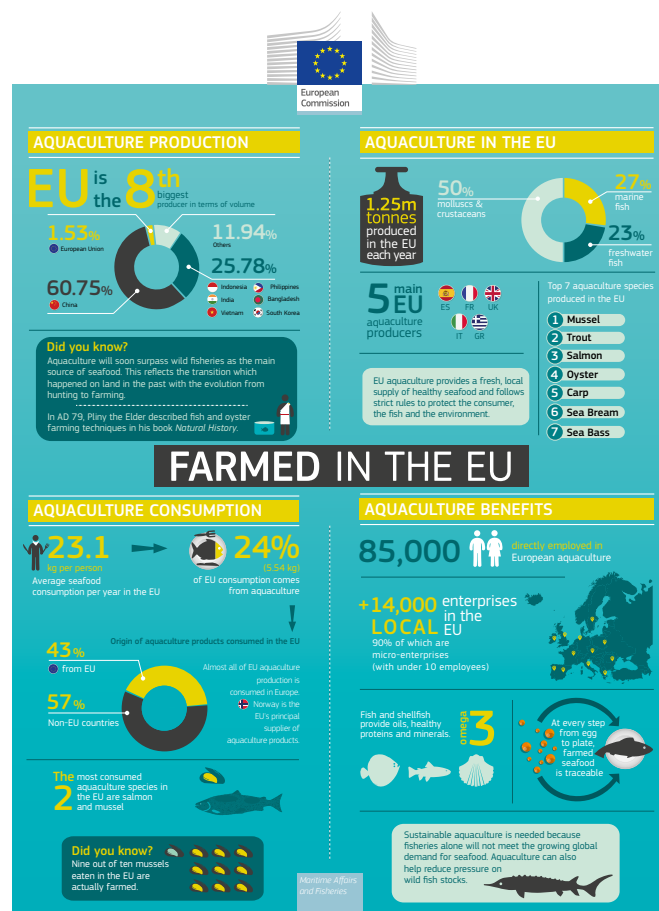 European
Commission
AQUACULTURE PRODUCTION
EU is the 8th
biggest
producer in terms of volume
1.53%
European Union
11.94%
Others
25.78%
Indonesia
Philippines
India
Bangladesh
Vietnam
South Korea
60.75%
China
Did you know?
Aquaculture will soon surpass wild fisheries as the main
source of seafood. This reflects the transition which
happened on land in the past with the evolution from
hunting to farming.
In AD 79, Pliny the Elder described fish and oyster
farming techniques in his book Natural History.
AQUACULTURE IN THE EU
1.25m
tonnes
produced
in the EU
each year
50%
molluscs &
crustaceans
27%
marine
fish
23%
freshwater
fish
5 main
EU
aquaculture
producers
ES
FR
UK
IT
GR
EU aquaculture provides a fresh, local
supply of healthy seafood and follows
strict rules to protect the consumer,
the fish and the environment.
Top 7 aquaculture species
produced in the EU
1 Mussel
2 Trout
3 Salmon
4 Oyster
5 Carp
6 Sea Bream
7 Sea Bass
FARMED IN THE EU
AQUACULTURE CONSUMPTION
23.1
kg per person
Average seafood
consumption per year in the EU
24%
(5.54 kg)
of EU consumption comes
from aquaculture
Origin of aquaculture products consumed in the EU
43%
from EU
57%
Non-EU countries
Almost all of EU aquaculture
production is
consumed in Europe.
Norway is the
EU's principal
supplier of
aquaculture products.
The 2 most consumed
aquaculture species in
the EU are salmon
and mussel
Did you know?
Nine out of ten mussels
eaten in the EU are
actually farmed.
AQUACULTURE BENEFITS
85,000
directly employed in
European aquaculture
+14,000 enterprises
LOCAL in the EU
90% of which are
micro-enterprises
(with under 10 employees)
Fish and shellfish
provide oils, healthy
proteins and minerals.
omega 3
At every step
from egg
to plate,
farmed
seafood
is traceable
Sustainable aquaculture is needed because
fisheries alone will not meet the growing global
demand for seafood. Aquaculture can also
help reduce pressure on
wild fish stocks.
Maritime Affairs
and Fisheries